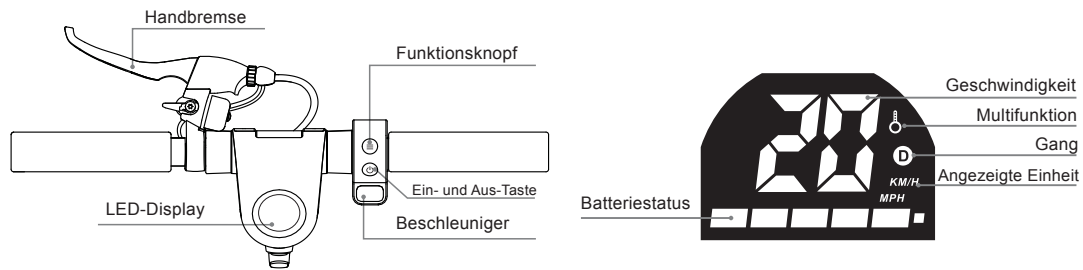 Handbremse
Funktionsknopf
Ein- und Aus-Taste
LED-Display
Beschleuniger
20
Geschwindigkeit
Multifunktion
D
Gang
KM/H
Angezeigte Einheit
MPH
Batteriestatus